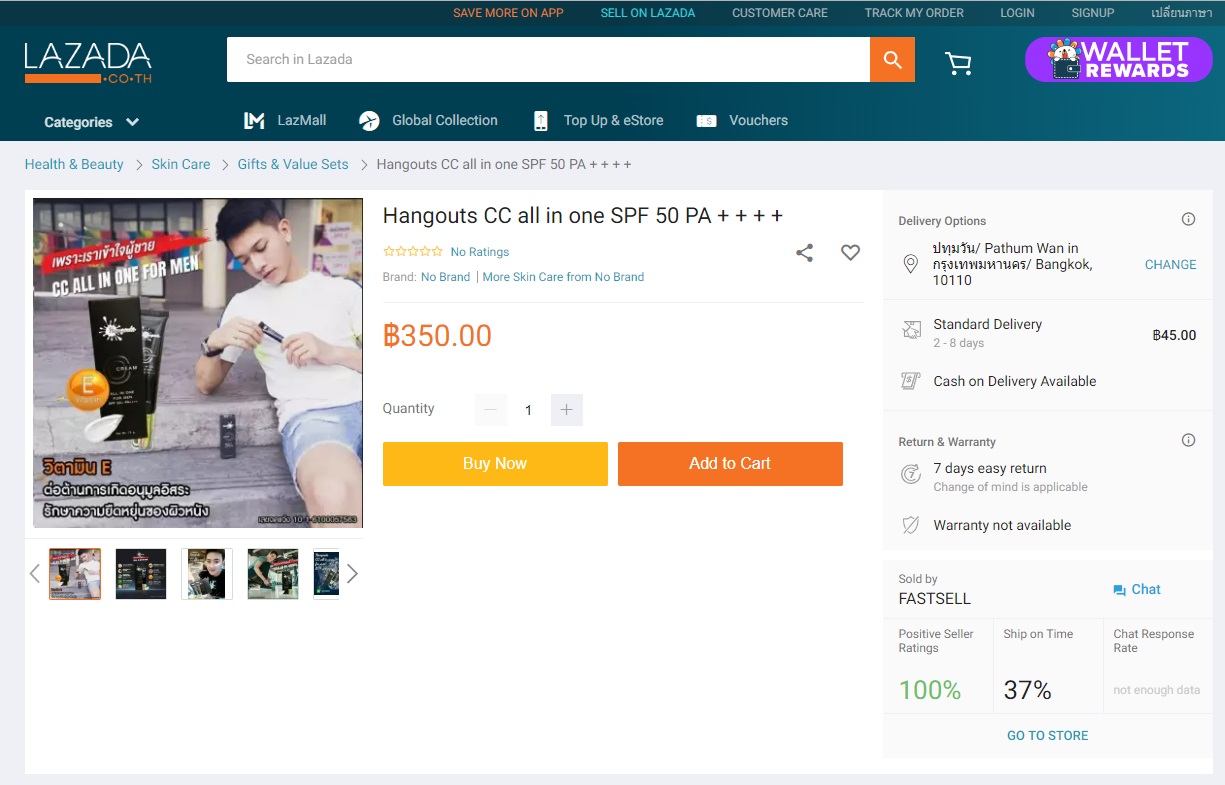 SAVE MORE ON APP
SELL ON LAZADA
CUSTOMER CARE
TRACK MY ORDER
LOGIN
SIGNUP
เปลี่ยนภาษา
LAZADA
.CO.TH
Search in Lazada
WALLET
REWARDS
Categories
LazMall
Global Collection
Top Up & eStore
Vouchers
Health & Beauty
Skin Care
Gifts & Value Sets
Hangouts CC all in one SPF 50 PA + + + +
เพราะเราเข้าใจผู้ชาย
CC ALL IN ONE FOR MEN
CREAM
E
วิตามิน E
ต่อต้านการเกิดอนุมูลอิสระ
รักษาความยืดหยุ่นของผิวหนัง
Hangouts CC all in one SPF 50 PA + + + +
No Ratings
Brand: No Brand | More Skin Care from No Brand
฿350.00
Quantity
1
Buy Now
Add to Cart
Delivery Options
ปทุมวัน/ Pathum Wan in
กรุงเทพมหานคร/ Bangkok,
10110
CHANGE
Standard Delivery
฿45.00
2 - 8 days
Cash on Delivery Available
Return & Warranty
7 days easy return
Change of mind is applicable
Warranty not available
Sold by
FASTSELL
Chat
Positive Seller
Ratings
100%
Ship on Time
37%
Chat Response
Rate
not enough data
GO TO STORE